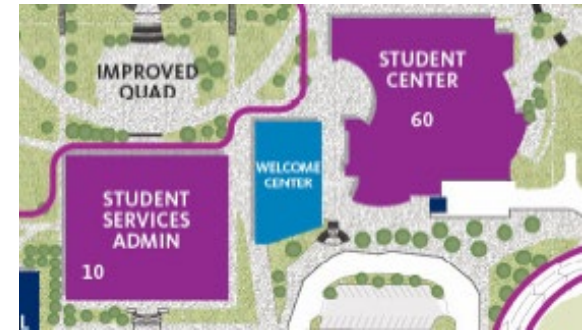 IMPROVED
QUAD
STUDENT
CENTER
60
WELCOME
CENTER
STUDENT
SERVICES
ADMIN
10
L